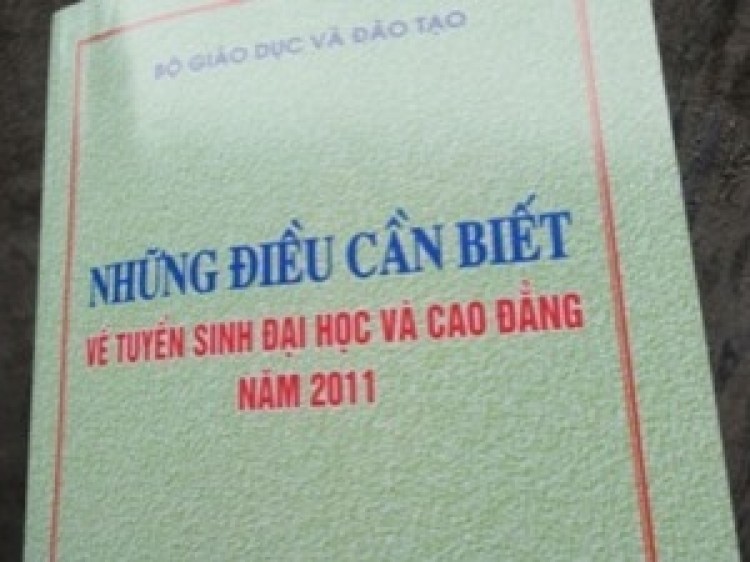 BỘ GIÁO DỤC VÀ ĐÀO TẠO
NHỮNG ĐIỀU CẦN BIẾT
VỀ TUYỂN SINH ĐẠI HỌC VÀ CAO ĐẲNG
NĂM 2011